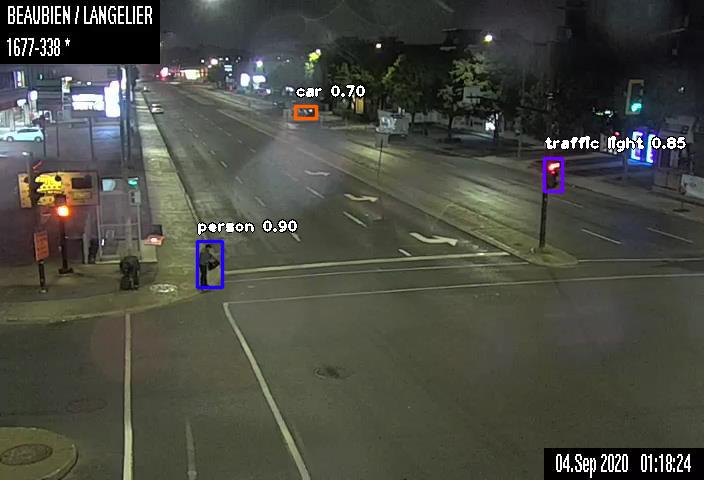 BEAUBIEN / LANGELIER
1677-338 *
car 0.70
traffic light 0.85
person 0.90
04.Sep 2020 01:18:24